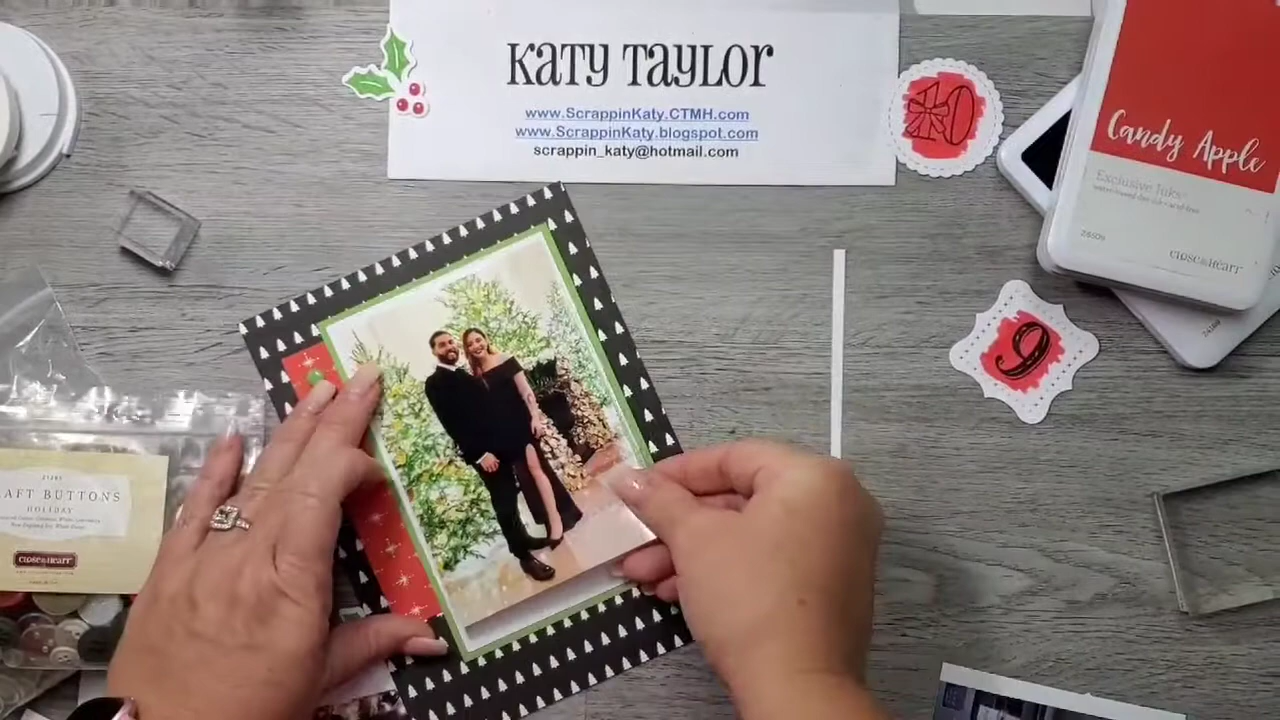 KATY TAYLOR
www.ScrappinKaty.CTMH.com
www.ScrappinKaty.blogspot.com
scrappin_katy@hotmail.com
10
Candy Apple
Exclusive Inks
CLOSE TO MY HEART
9
AFT BUTTONS
HOLIDAY
CLOSE TO MY HEART